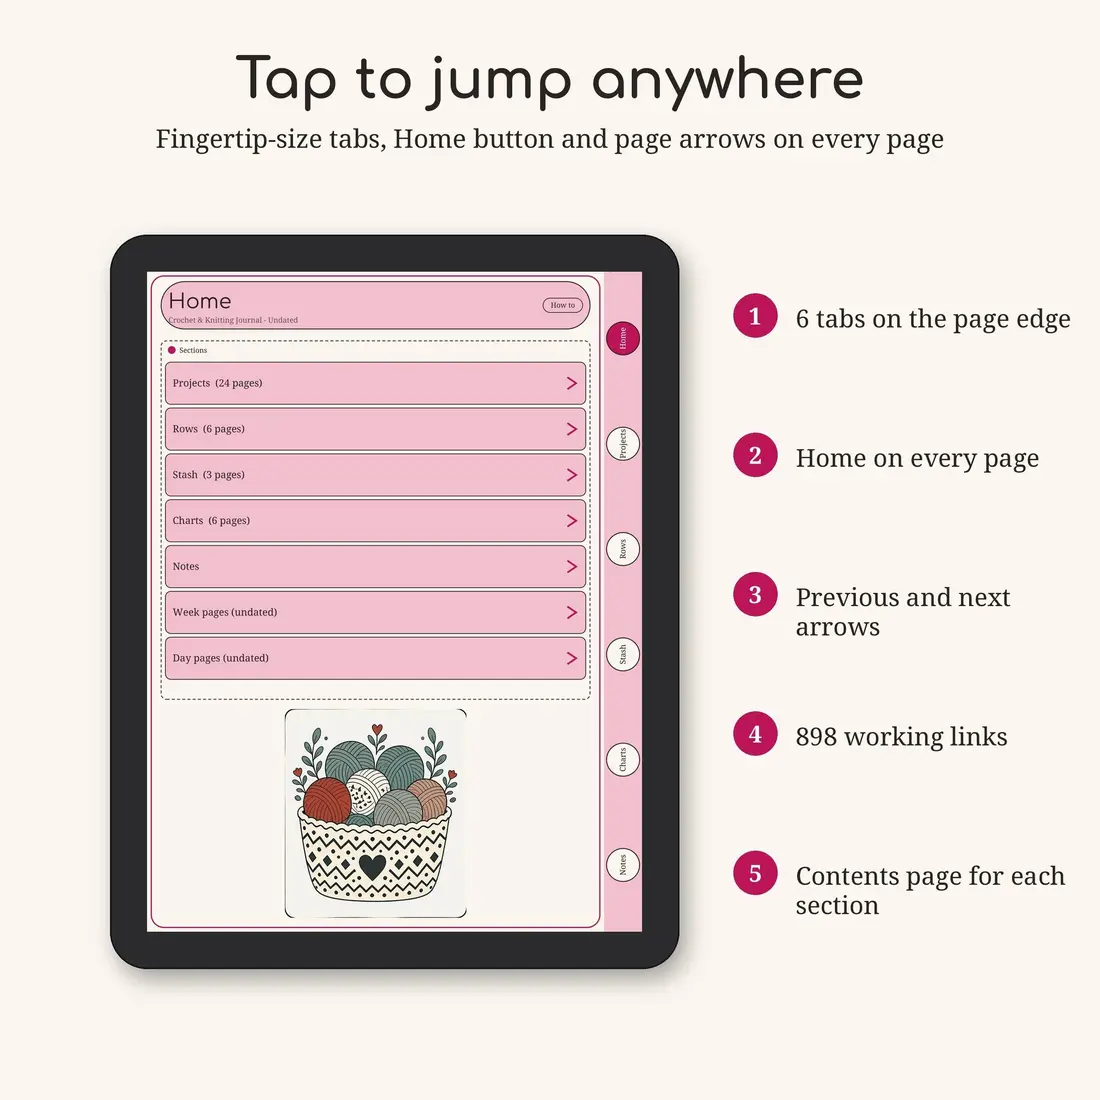 Tap to jump anywhere
Fingertip-size tabs, Home button and page arrows on every page
Home
Crochet & Knitting Journal - Undated
How to
Sections
Projects (24 pages)
Rows (6 pages)
Stash (3 pages)
Charts (6 pages)
Notes
Week pages (undated)
Day pages (undated)
Home
Projects
Rows
Stash
Charts
Notes
1 6 tabs on the page edge
2 Home on every page
3 Previous and next
arrows
4 898 working links
5 Contents page for each
section